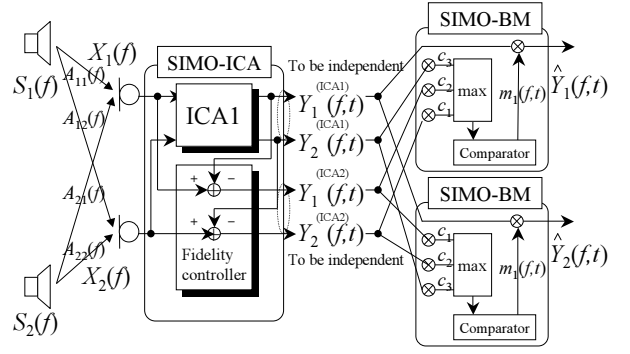 SIMO-BM
X₁(f)
SIMO-ICA
To be independent
S₁(f)
A₁₁(f)
A₁₂(f)
ICA1
Y₁^(ICA1)(f,t)
Y₂^(ICA1)(f,t)
c₃
c₂
c₁
max
m₁(f,t)
Comparator
Ŷ₁(f,t)
A₂₁(f)
A₂₂(f)
+ −
+ −
Fidelity
controller
Y₁^(ICA2)(f,t)
Y₂^(ICA2)(f,t)
To be independent
X₂(f)
S₂(f)
SIMO-BM
c₁
c₂
c₃
max
m₁(f,t)
Comparator
Ŷ₂(f,t)